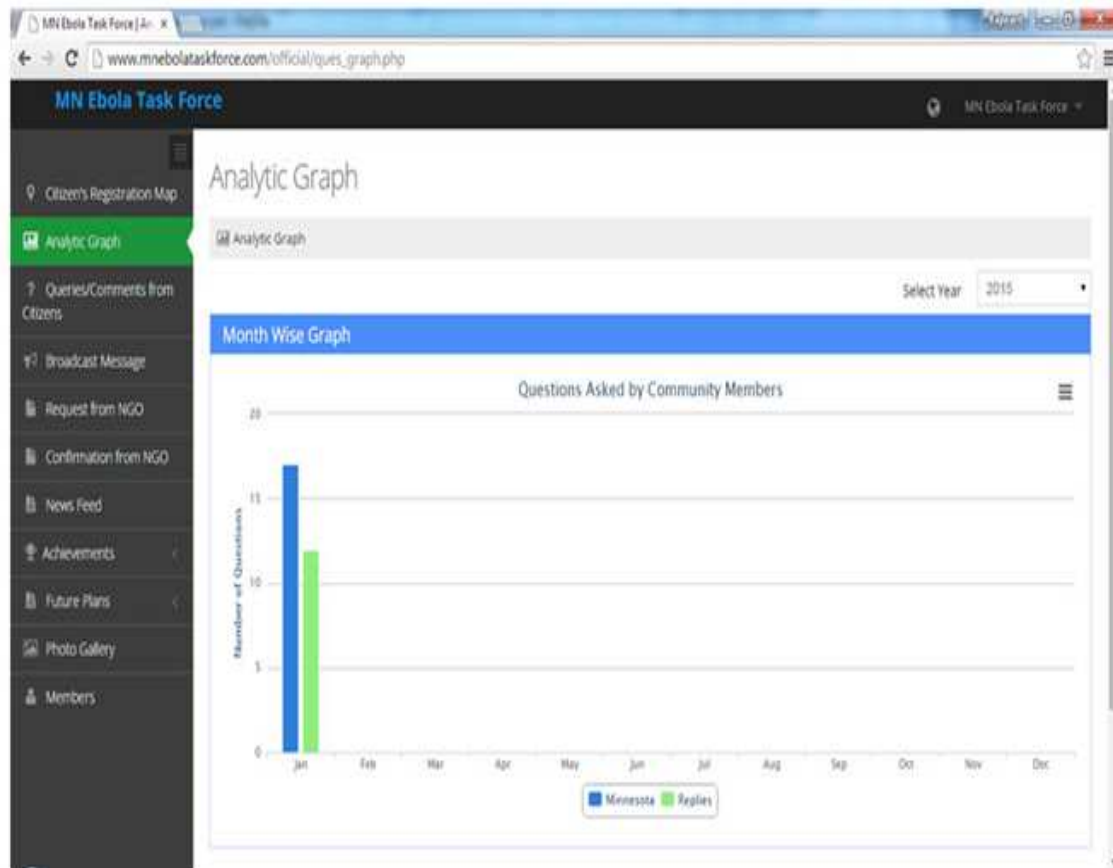 MN Ebola Task Force | An
www.mnebolataskforce.com/official/ques_graph.php
MN Ebola Task Force
MN Ebola Task Force
Citizen's Registration Map
Analytic Graph
? Queries/Comments from
Citizens
Broadcast Message
Request from NGO
Confirmation from NGO
News Feed
Achievements
Future Plans
Photo Gallery
Members
Analytic Graph
Analytic Graph
Select Year 2015
Month Wise Graph
Questions Asked by Community Members
Number of Questions
20
15
10
5
0
Jan Feb Mar Apr May Jun Jul Aug Sep Oct Nov Dec
Minnesota Replies